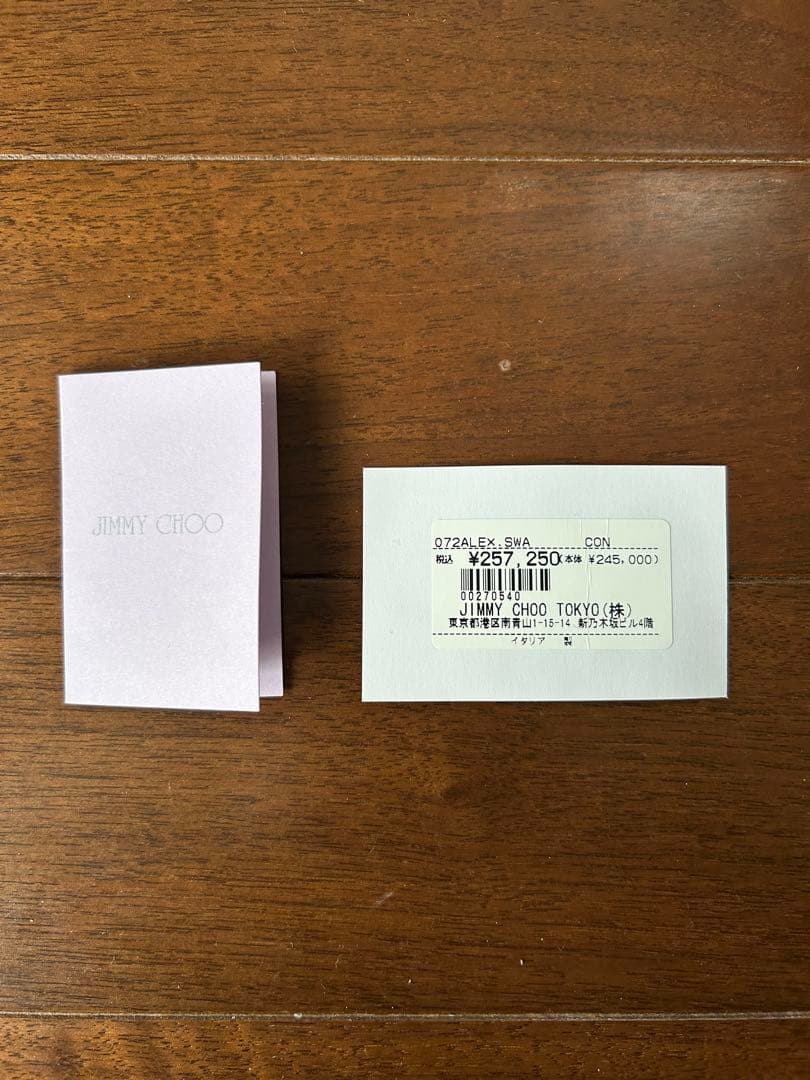 JIMMY CHOO
072ALEX.SWA CON
税込 ¥257,250(本体 ¥245,000)
00270540
JIMMY CHOO TOKYO(株)
東京都港区南青山1-15-14 新乃木坂ビル4階
イタリア 製